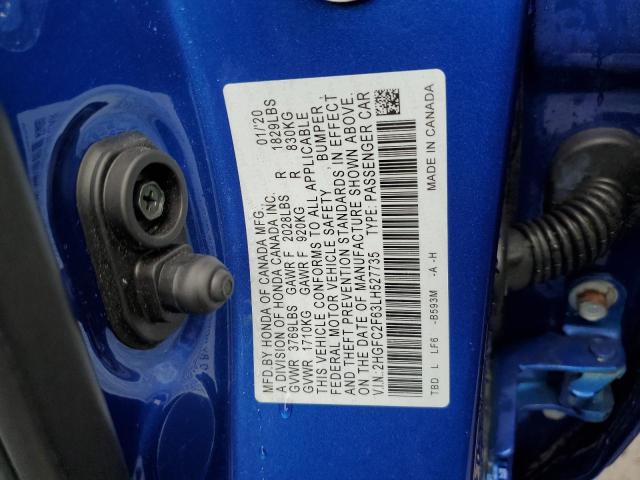 MFD.BY HONDA OF CANADA MFG. 01/'20
A DIVISION OF HONDA CANADA INC.
GVWR 3769LBS GAWR F 2028LBS R 1829LBS
GVWR 1710KG GAWR F 920KG R 830KG
THIS VEHICLE CONFORMS TO ALL APPLICABLE
FEDERAL MOTOR VEHICLE SAFETY, BUMPER,
AND THEFT PREVENTION STANDARDS IN EFFECT
ON THE DATE OF MANUFACTURE SHOWN ABOVE.
V.I.N.:2HGFC2F63LH527735 TYPE: PASSENGER CAR
TBD L LF6 -B593M -A -H MADE IN CANADA